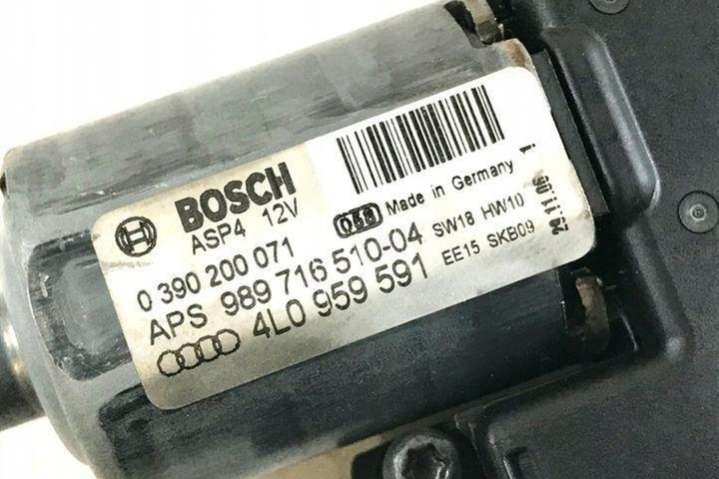 BOSCH
ASP4 12V
Made in Germany 1
0 390 200 071
SW18 HW10
APS 989 716 510-04
EE15 SKB09
4L0 959 591